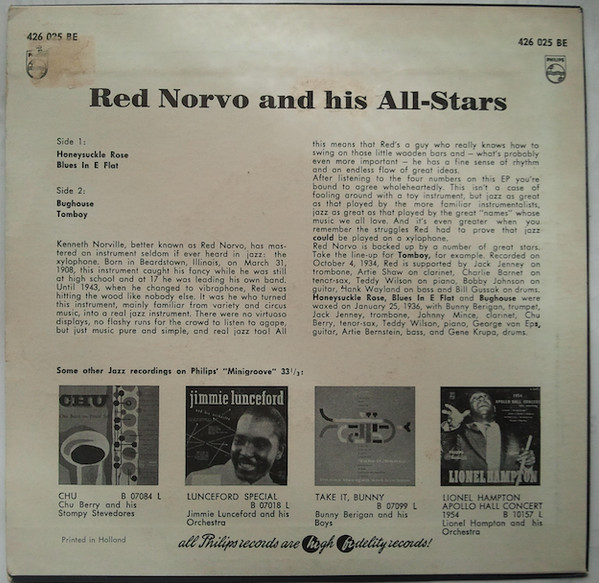 426 025 BE
426 025 BE
PHILIPS
Red Norvo and his All-Stars
Side 1:
Honeysuckle Rose
Blues In E Flat
Side 2:
Bughouse
Tomboy
Kenneth Norville, better known as Red Norvo, has mas-
tered an instrument seldom if ever heard in jazz: the
xylophone. Born in Beardstown, Illinois, on March 31,
1908, this instrument caught his fancy while he was still
at high school and at 17 he was leading his own band.
Until 1943, when he changed to vibraphone, Red was
hitting the wood like nobody else. It was he who turned
this instrument, mainly familiar from variety and circus
music, into a real jazz instrument. There were no virtuoso
displays, no flashy runs for the crowd to listen to agape,
but just music pure and simple, and real jazz too! All
this means that Red's a guy who really knows how to
swing on those little wooden bars and – what's probably
even more important – he has a fine sense of rhythm
and an endless flow of great ideas.
After listening to the four numbers on this EP you're
bound to agree wholeheartedly. This isn't a case of
fooling around with a toy instrument, but jazz as great
as that played by the more familiar instrumentalists,
jazz as great as that played by the great "names" whose
music we all love. And it's even greater when you
remember the struggles Red had to prove that jazz
could be played on a xylophone.
Red Norvo is backed up by a number of great stars.
Take the line-up for Tomboy, for example. Recorded on
October 4, 1934, Red is supported by Jack Jenney on
trombone, Artie Shaw on clarinet, Charlie Barnet on
tenor-sax, Teddy Wilson on piano, Bobby Johnson on
guitar, Hank Wayland on bass and Bill Gussak on drums.
Honeysuckle Rose, Blues In E Flat and Bughouse were
waxed on January 25, 1936, with Bunny Berigan, trumpet,
Jack Jenney, trombone, Johnny Mince, clarinet, Chu
Berry, tenor-sax, Teddy Wilson, piano, George van Eps,
guitar, Artie Bernstein, bass, and Gene Krupa, drums.
Some other Jazz recordings on Philips' "Minigroove" 33 1/3:
CHU
jimmie lunceford
LIONEL HAMPTON
CHU B 07084 L
Chu Berry and his
Stompy Stevedores
LUNCEFORD SPECIAL
B 07018 L
Jimmie Lunceford and his
Orchestra
TAKE IT, BUNNY
B 07099 L
Bunny Berigan and his
Boys
LIONEL HAMPTON
APOLLO HALL CONCERT
1954 B 10157 L
Lionel Hampton and his
Orchestra
Printed in Holland
all Philips records are high fidelity records!